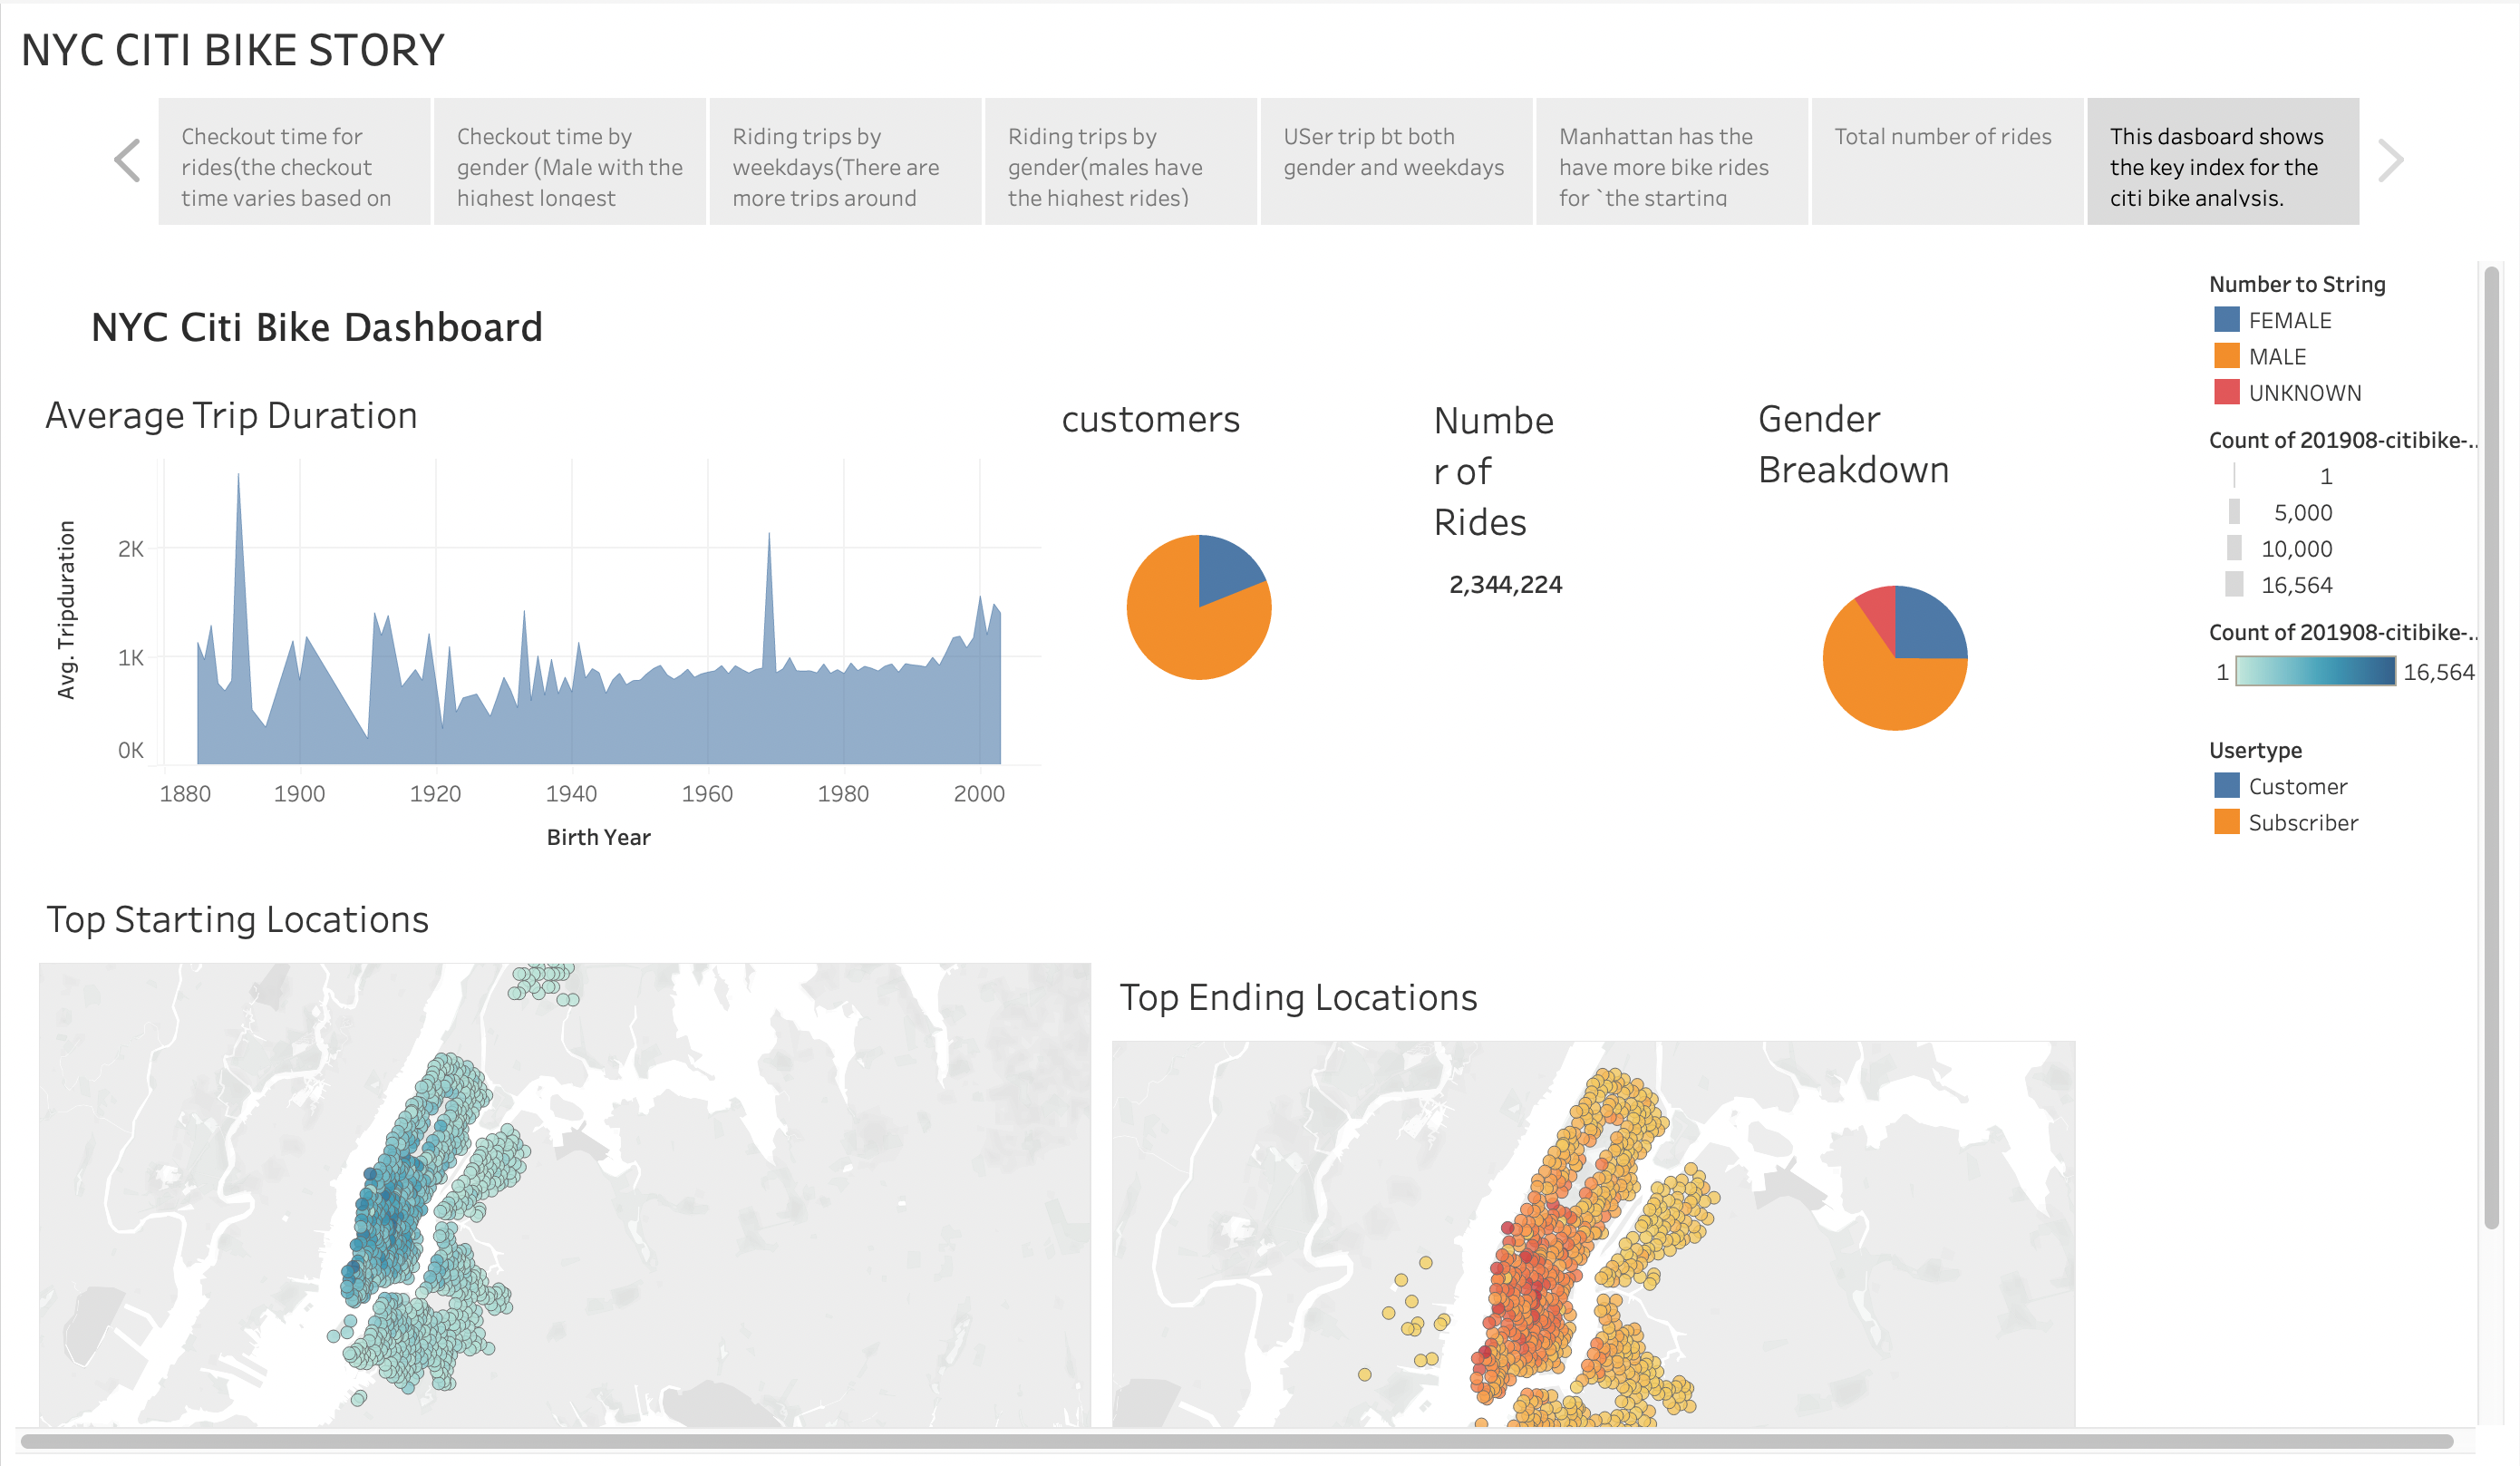 NYC CITI BIKE STORY
Checkout time for
rides(the checkout
time varies based on
Checkout time by
gender (Male with the
highest longest
Riding trips by
weekdays(There are
more trips around
Riding trips by
gender(males have
the highest rides)
USer trip bt both
gender and weekdays
Manhattan has the
have more bike rides
for `the starting
Total number of rides
This dasboard shows
the key index for the
citi bike analysis.
NYC Citi Bike Dashboard
Average Trip Duration
Avg. Tripduration
2K
1K
0K
1880 1900 1920 1940 1960 1980 2000
Birth Year
customers
Numbe
r of
Rides
2,344,224
Gender
Breakdown
Number to String
FEMALE
MALE
UNKNOWN
Count of 201908-citibike-..
1
5,000
10,000
16,564
Count of 201908-citibike-..
1 16,564
Usertype
Customer
Subscriber
Top Starting Locations
Top Ending Locations